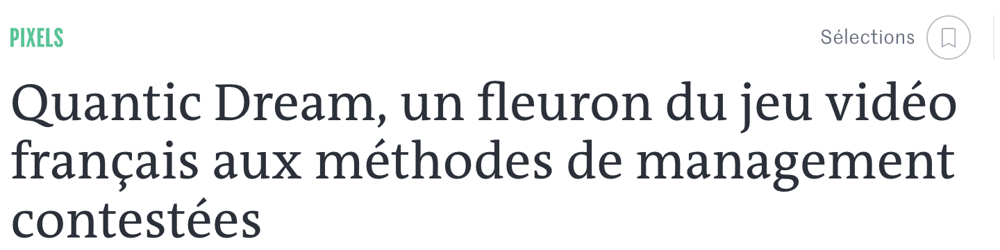 PIXELS
Sélections
Quantic Dream, un fleuron du jeu vidéo
français aux méthodes de management
contestées